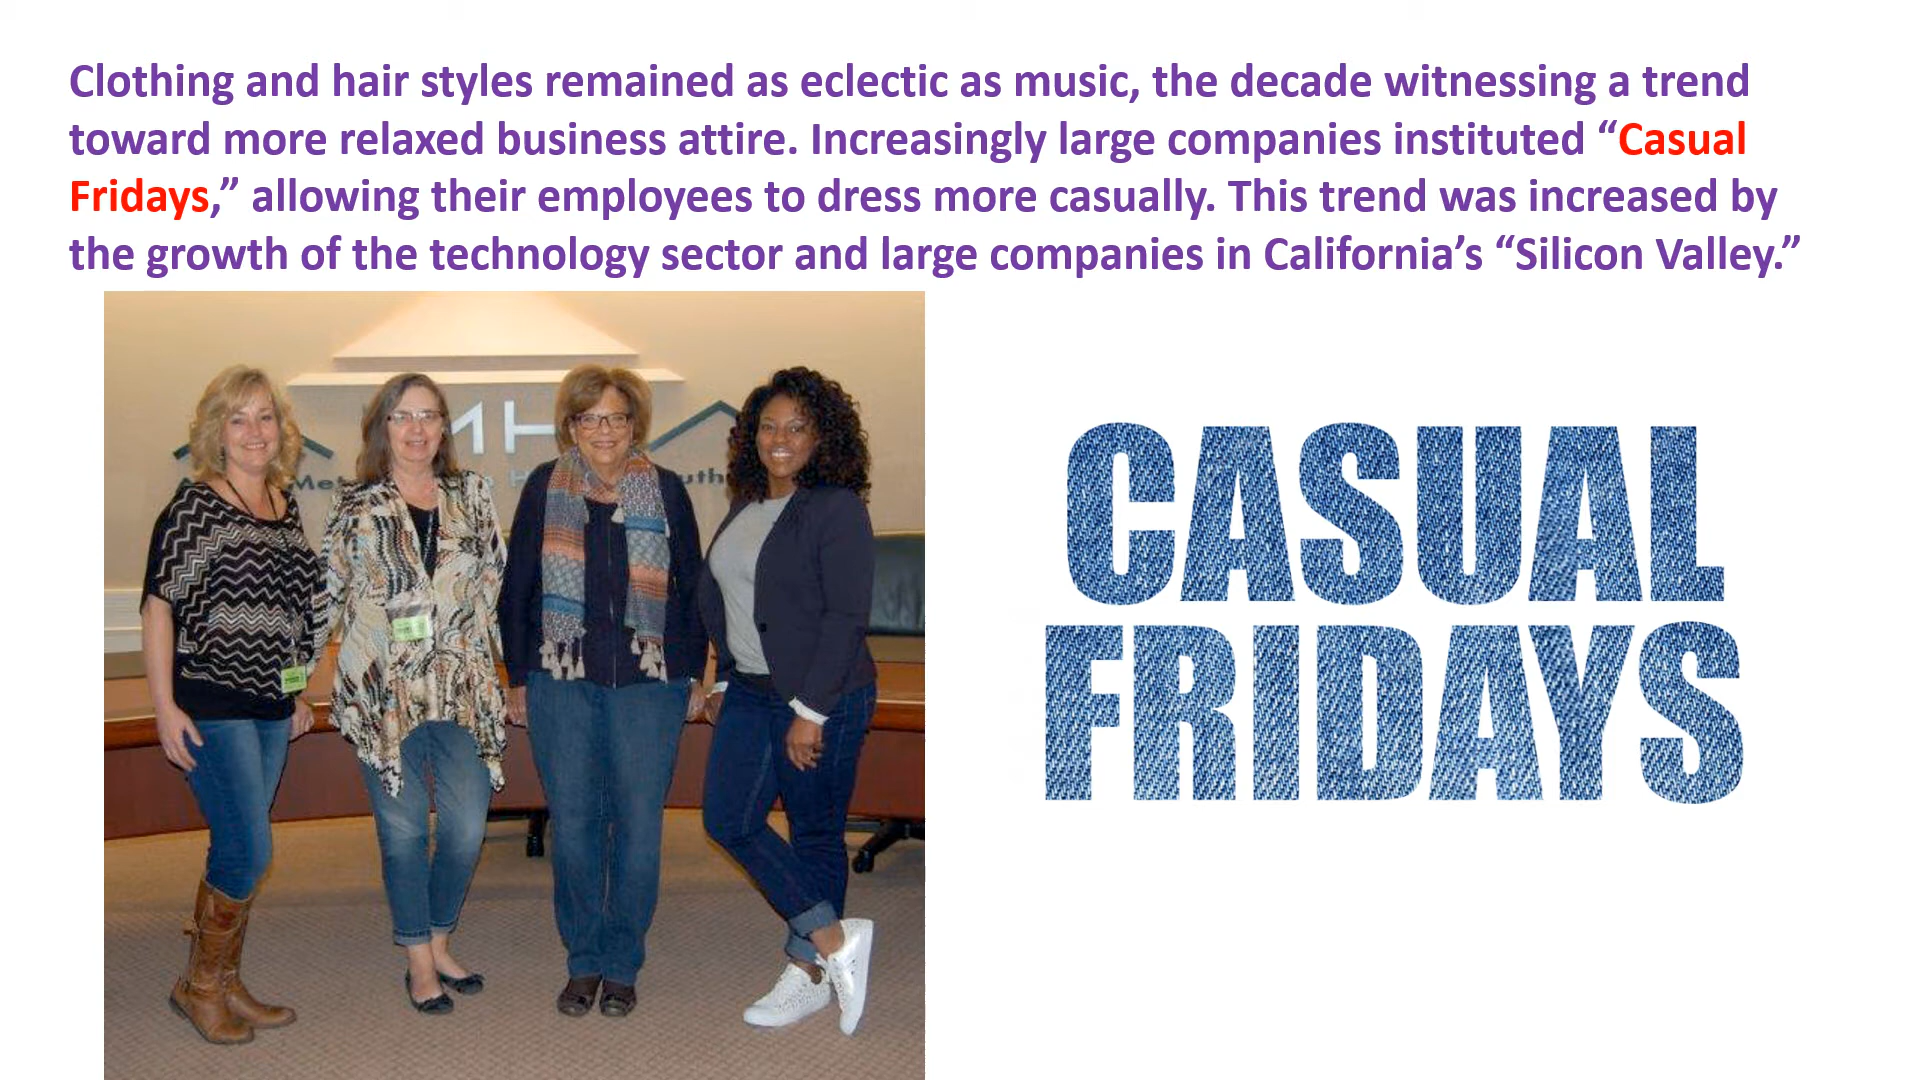 Clothing and hair styles remained as eclectic as music, the decade witnessing a trend
toward more relaxed business attire. Increasingly large companies instituted “Casual
Fridays,” allowing their employees to dress more casually. This trend was increased by
the growth of the technology sector and large companies in California’s “Silicon Valley.”
MH
CASUAL
FRIDAYS